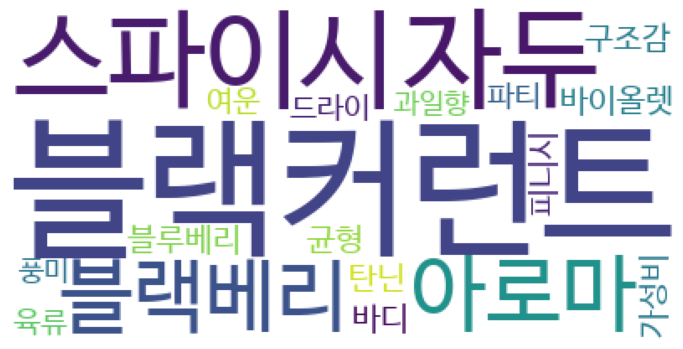 스파이시 자두 구조감
여운 드라이 과일향 파티 바이올렛
블랙커런트
피니시
블루베리 균형
풍미 블랙베리 탄닌 아로마 가성비
육류 바디